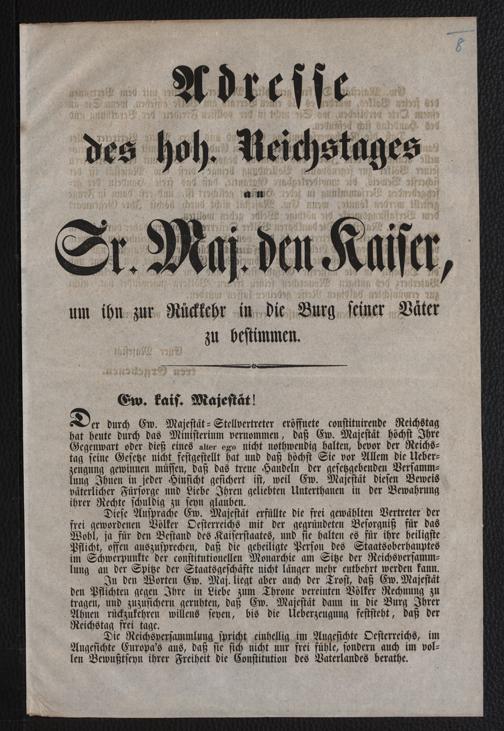 8
Adresse
des hoh. Reichstages
an
Sr. Maj. den Kaiser,
um ihn zur Rückkehr in die Burg seiner Väter
zu bestimmen.
Ew. kais. Majestät!
Der durch Ew. Majestät-Stellvertreter eröffnete constituirende Reichstag
hat heute durch das Ministerium vernommen, daß Ew. Majestät höchst Ihre
Gegenwart oder dieß eines alter ego nicht nothwendig halten, bevor der Reichs-
tag seine Gesetze nicht festgestellt hat und daß höchst Sie vor Allem die Ueber-
zeugung gewinnen müssen, daß das treue Handeln der gesetzgebenden Versamm-
lung Ihnen in jeder Hinsicht gesichert ist, weil Ew. Majestät diesen Beweis
väterlicher Fürsorge und Liebe Ihren geliebten Unterthanen in der Bewahrung
ihrer Rechte schuldig zu seyn glauben.
Diese Ansprache Ew. Majestät erfüllte die frei gewählten Vertreter der
frei gewordenen Völker Oesterreichs mit der gegründeten Besorgniß für das
Wohl, ja für den Bestand des Kaiserstaates, und sie halten es für ihre heiligste
Pflicht, offen auszusprechen, daß die geheiligte Person des Staatsoberhauptes
im Schwerpunkte der constitutionellen Monarchie am Sitze der Reichsversamm-
lung an der Spitze der Staatsgeschäfte nicht länger mehr entbehrt werden kann.
In den Worten Ew. Maj. liegt aber auch der Trost, daß Ew. Majestät
den Pflichten gegen Ihre in Liebe zum Throne vereinten Völker Rechnung zu
tragen, und zuzusichern geruhten, daß Ew. Majestät dann in die Burg Ihrer
Ahnen rückzukehren willens seyen, bis die Ueberzeugung feststeht, daß der
Reichstag frei tage.
Die Reichsversammlung spricht einhellig im Angesichte Oesterreichs, im
Angesichte Europa's aus, daß sie sich nicht nur frei fühle, sondern auch im vol-
len Bewußtseyn ihrer Freiheit die Constitution des Vaterlandes berathe.